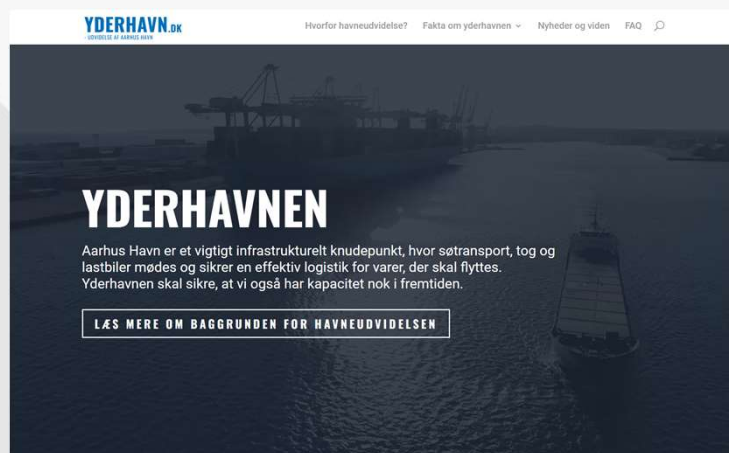 YDERHAVN.DK
- UDVIDELSE AF AARHUS HAVN
Hvorfor havneudvidelse? Fakta om yderhavnen Nyheder og viden FAQ
YDERHAVNEN
Aarhus Havn er et vigtigt infrastrukturelt knudepunkt, hvor søtransport, tog og
lastbiler mødes og sikrer en effektiv logistik for varer, der skal flyttes.
Yderhavnen skal sikre, at vi også har kapacitet nok i fremtiden.
LÆS MERE OM BAGGRUNDEN FOR HAVNEUDVIDELSEN